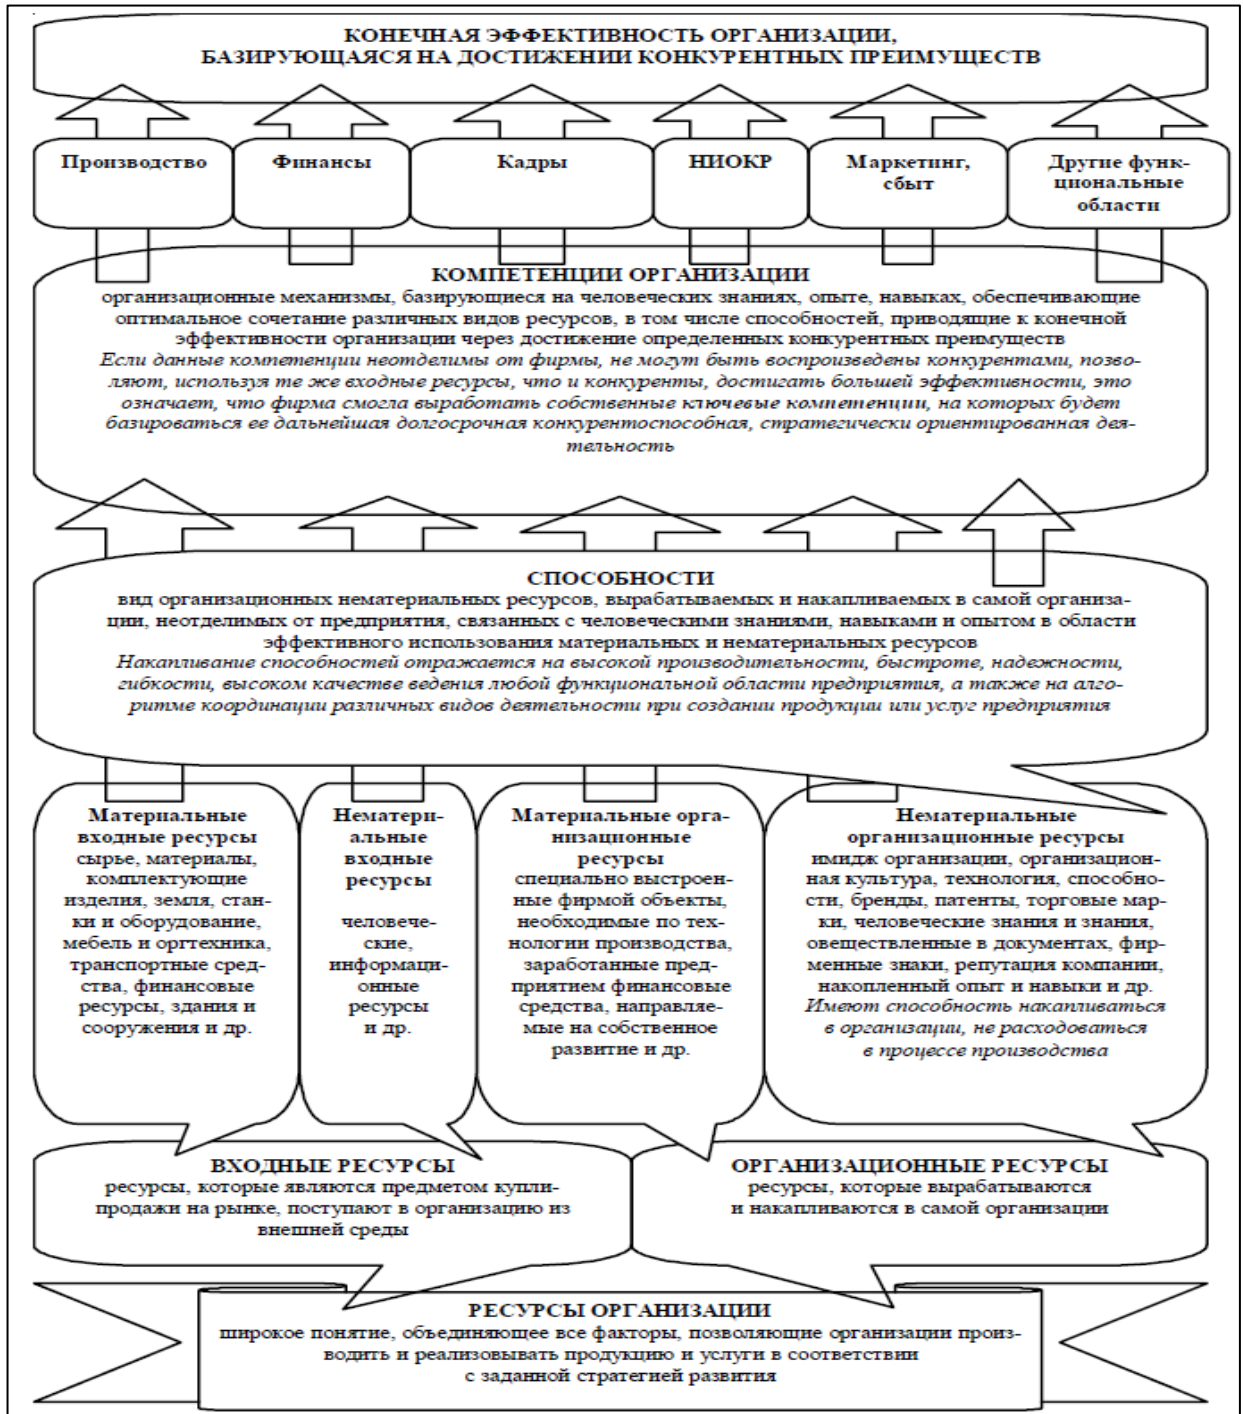 КОНЕЧНАЯ ЭФФЕКТИВНОСТЬ ОРГАНИЗАЦИИ,
БАЗИРУЮЩАЯСЯ НА ДОСТИЖЕНИИ КОНКУРЕНТНЫХ ПРЕИМУЩЕСТВ
Производство
Финансы
Кадры
НИОКР
Маркетинг,
сбыт
Другие функ-
циональные
области
КОМПЕТЕНЦИИ ОРГАНИЗАЦИИ
организационные механизмы, базирующиеся на человеческих знаниях, опыте, навыках, обеспечивающие
оптимальное сочетание различных видов ресурсов, в том числе способностей, приводящие к конечной
эффективности организации через достижение определенных конкурентных преимуществ
Если данные компетенции неотделимы от фирмы, не могут быть воспроизведены конкурентами, позво-
ляют, используя те же входные ресурсы, что и конкуренты, достигать большей эффективности, это
означает, что фирма смогла выработать собственные ключевые компетенции, на которых будет
базироваться ее дальнейшая долгосрочная конкурентоспособная, стратегически ориентированная дея-
тельность
СПОСОБНОСТИ
вид организационных нематериальных ресурсов, вырабатываемых и накапливаемых в самой организа-
ции, неотделимых от предприятия, связанных с человеческими знаниями, навыками и опытом в области
эффективного использования материальных и нематериальных ресурсов
Накапливание способностей отражается на высокой производительности, быстроте, надежности,
гибкости, высоком качестве ведения любой функциональной области предприятия, а также на алго-
ритме координации различных видов деятельности при создании продукции или услуг предприятия
Материальные
входные ресурсы
сырье, материалы,
комплектующие
изделия, земля, стан-
ки и оборудование,
мебель и оргтехника,
транспортные сред-
ства, финансовые
ресурсы, здания и
сооружения и др.
Нематери-
альные
входные
ресурсы
человече-
ские,
информаци-
онные
ресурсы
и др.
Материальные орга-
низационные
ресурсы
специально выстроен-
ные фирмой объекты,
необходимые по тех-
нологии производства,
заработанные пред-
приятием финансовые
средства, направляе-
мые на собственное
развитие и др.
Нематериальные
организационные ресурсы
имидж организации, организацион-
ная культура, технология, способно-
сти, бренды, патенты, торговые мар-
ки, человеческие знания и знания,
овеществленные в документах, фир-
менные знаки, репутация компании,
накопленный опыт и навыки и др.
Имеют способность накапливаться
в организации, не расходоваться
в процессе производства
ВХОДНЫЕ РЕСУРСЫ
ресурсы, которые являются предметом купли-
продажи на рынке, поступают в организацию из
внешней среды
ОРГАНИЗАЦИОННЫЕ РЕСУРСЫ
ресурсы, которые вырабатываются
и накапливаются в самой организации
РЕСУРСЫ ОРГАНИЗАЦИИ
широкое понятие, объединяющее все факторы, позволяющие организации произ-
водить и реализовывать продукцию и услуги в соответствии
с заданной стратегией развития